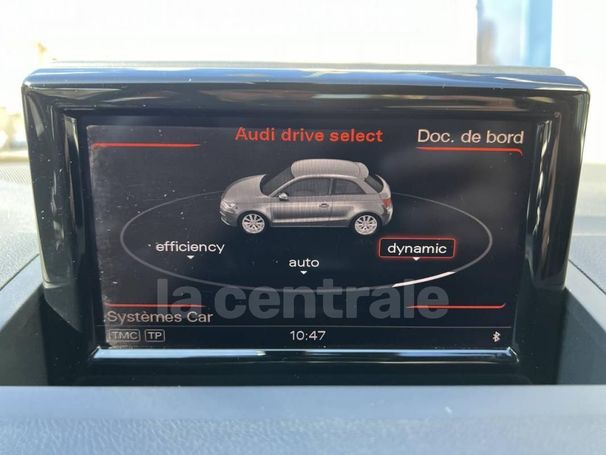 Audi drive select
Doc. de bord
efficiency
auto
dynamic
la centrale
Systèmes Car
TMC TP
10:47